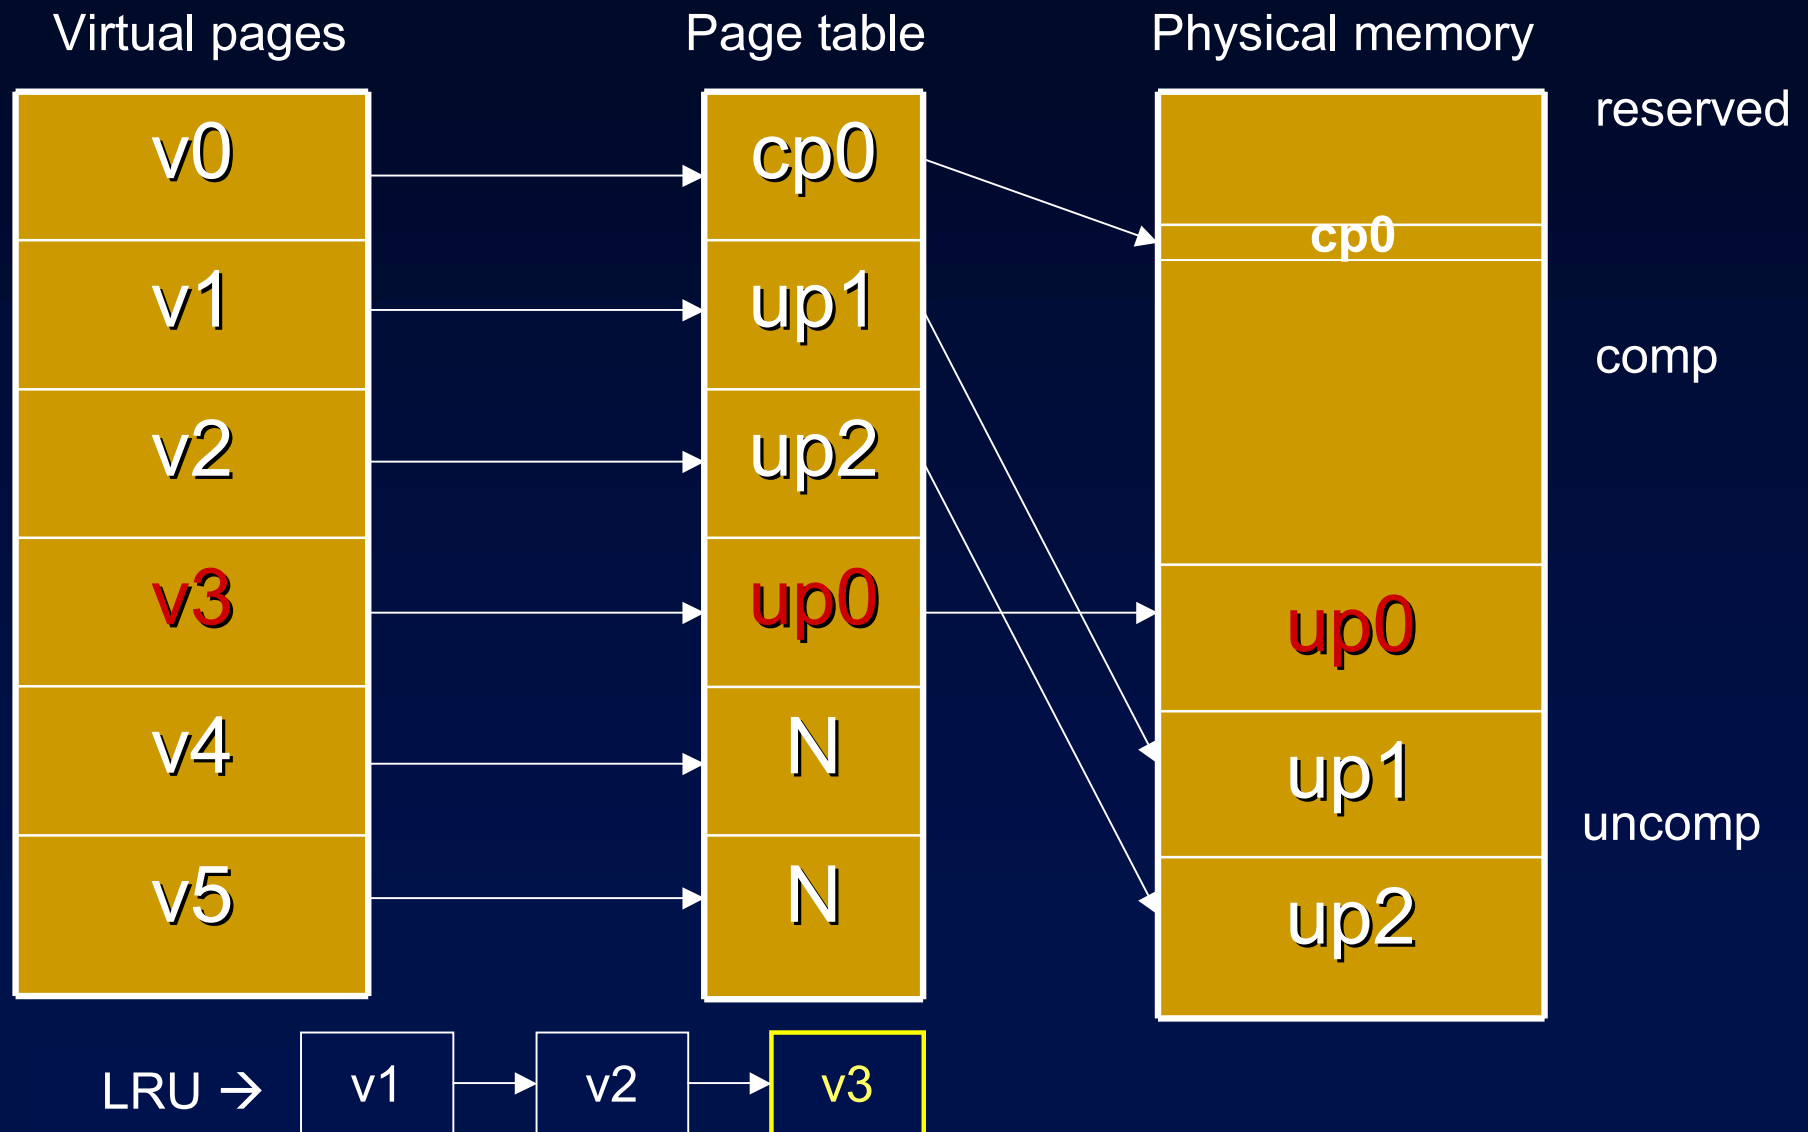 Virtual pages
Page table
Physical memory
v0
v1
v2
v3
v4
v5
cp0
up1
up2
up0
N
N
cp0
up0
up1
up2
reserved
comp
uncomp
LRU →
v1
v2
v3